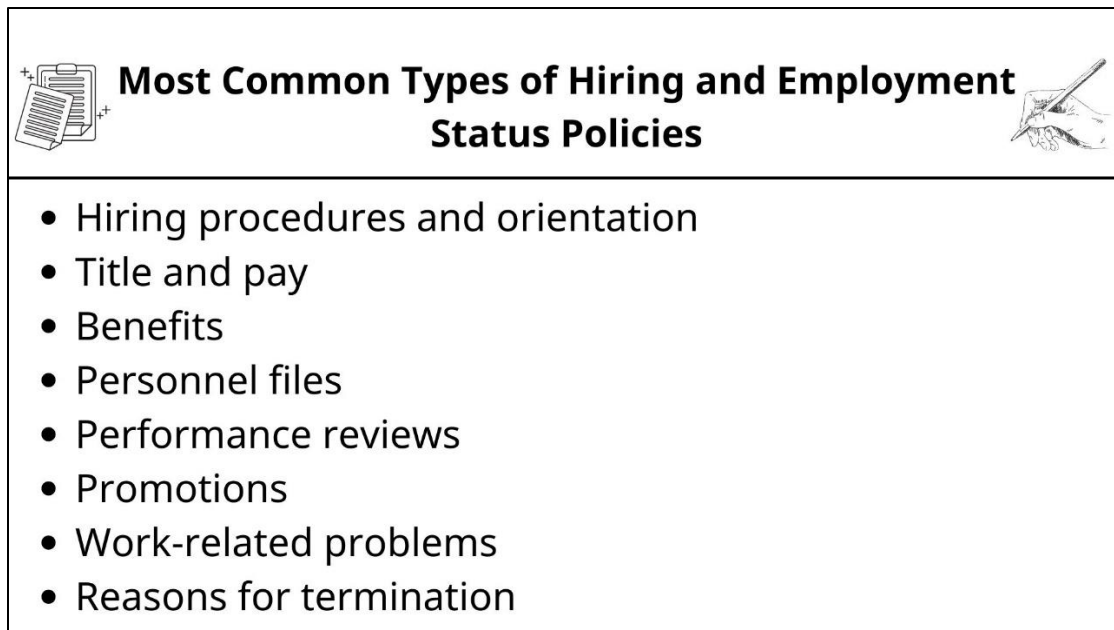 Most Common Types of Hiring and Employment
Status Policies
• Hiring procedures and orientation
• Title and pay
• Benefits
• Personnel files
• Performance reviews
• Promotions
• Work-related problems
• Reasons for termination